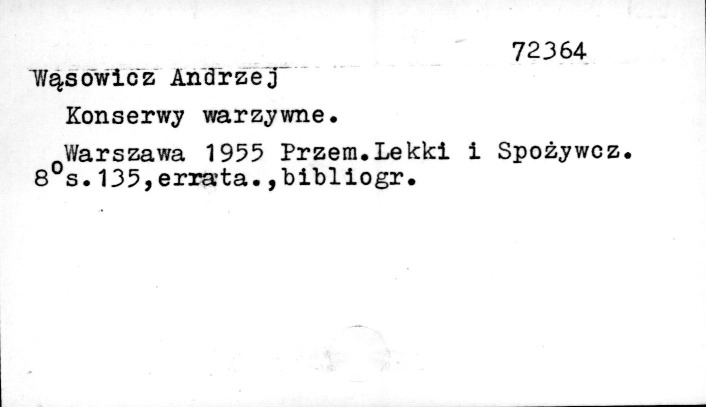 72364
Wąsowicz Andrzej
Konserwy warzywne.
Warszawa 1955 Przem.Lekki i Spożywcz.
8°s.135,errata.,bibliogr.